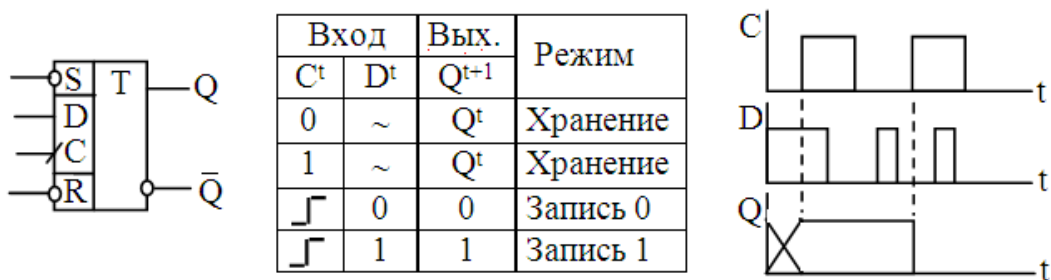 S T Q
D
C
R̄ Q̄
Вход Вых. Режим
Cᵗ Dᵗ Qᵗ⁺¹
0 ~ Qᵗ Хранение
1 ~ Qᵗ Хранение
0 0 Запись 0
1 1 Запись 1
C
t
D
t
Q
t